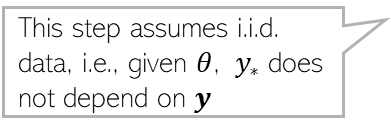 This step assumes i.i.d.
data, i.e., given θ, y* does
not depend on y